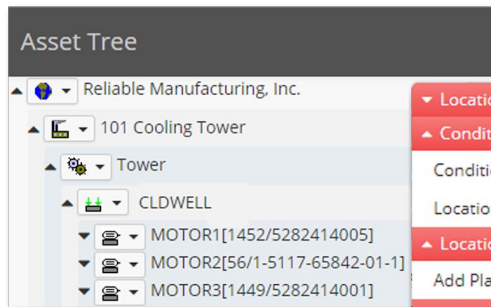 Asset Tree
Reliable Manufacturing, Inc.
101 Cooling Tower
Tower
CLDWELL
MOTOR1[1452/5282414005]
MOTOR2[56/1-5117-65842-01-1]
MOTOR3[1449/5282414001]
Add